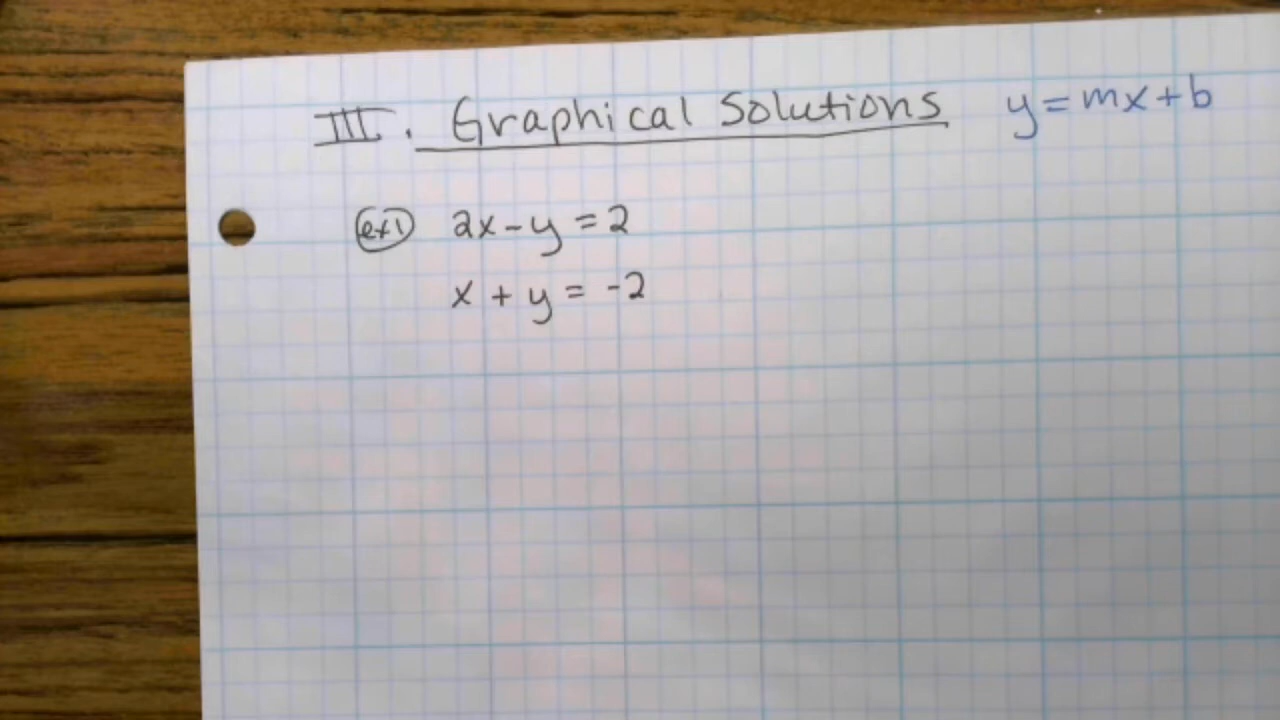 III. Graphical Solutions y=mx+b
ex1 2x-y=2
x+y=-2